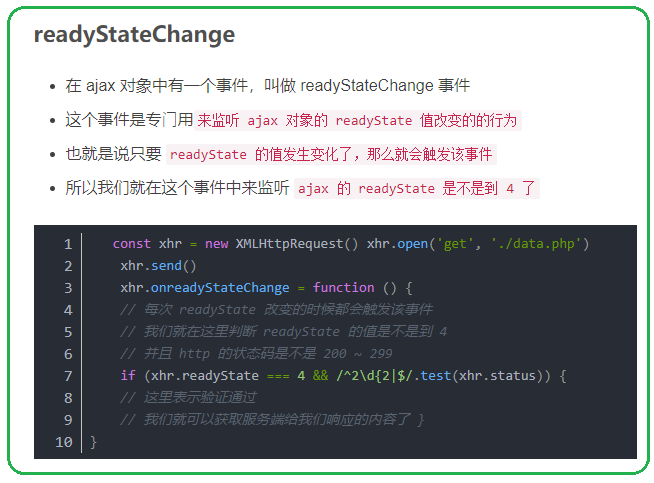 readyStateChange
在 ajax 对象中有一个事件，叫做 readyStateChange 事件
这个事件是专门用 来监听 ajax 对象的 readyState 值改变的的行为
也就是说只要 readyState 的值发生变化了，那么就会触发该事件
所以我们就在这个事件中来监听 ajax 的 readyState 是不是到 4 了
1 const xhr = new XMLHttpRequest() xhr.open('get', './data.php')
2 xhr.send()
3 xhr.onreadyStateChange = function () {
4 // 每次 readyState 改变的时候都会触发该事件
5 // 我们就在这里判断 readyState 的值是不是到 4
6 // 并且 http 的状态码是不是 200 ~ 299
7 if (xhr.readyState === 4 && /^2\d{2|$/.test(xhr.status)) {
8 // 这里表示验证通过
9 // 我们就可以获取服务端给我们响应的内容了 }
10 }